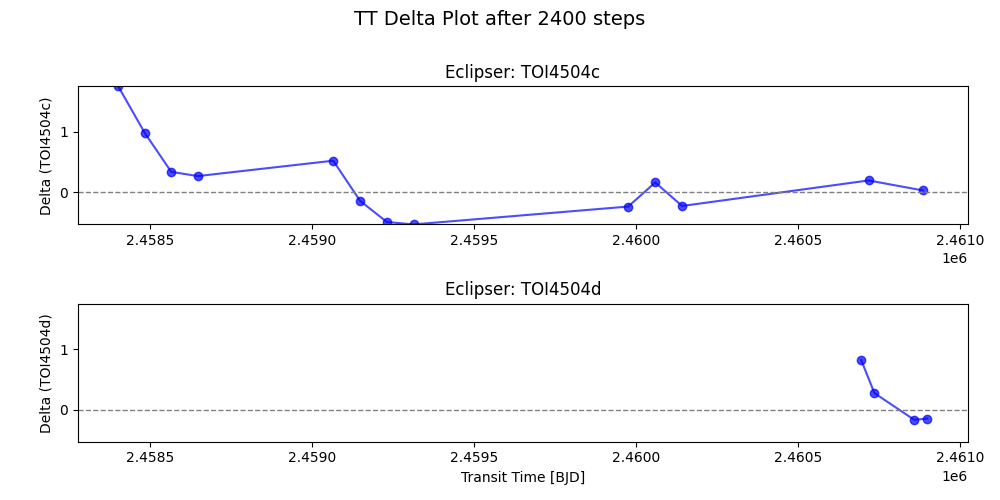 TT Delta Plot after 2400 steps
Eclipser: TOI4504c
Delta (TOI4504c)
1
0
2.4585 2.4590 2.4595 2.4600 2.4605 2.4610
1e6
Eclipser: TOI4504d
Delta (TOI4504d)
1
0
2.4585 2.4590 2.4595 2.4600 2.4605 2.4610
1e6
Transit Time [BJD]